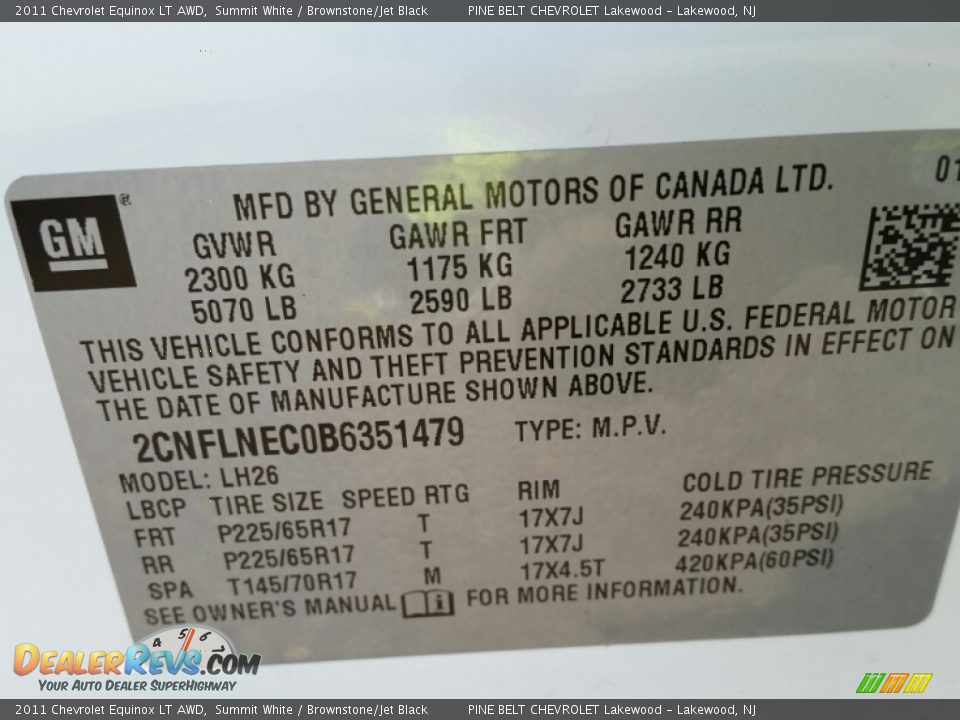 2011 Chevrolet Equinox LT AWD, Summit White / Brownstone/Jet Black PINE BELT CHEVROLET Lakewood - Lakewood, NJ
GM ® MFD BY GENERAL MOTORS OF CANADA LTD. 01
GVWR GAWR FRT GAWR RR
2300 KG 1175 KG 1240 KG
5070 LB 2590 LB 2733 LB
THIS VEHICLE CONFORMS TO ALL APPLICABLE U.S. FEDERAL MOTOR
VEHICLE SAFETY AND THEFT PREVENTION STANDARDS IN EFFECT ON
THE DATE OF MANUFACTURE SHOWN ABOVE.
2CNFLNEC0B6351479 TYPE: M.P.V.
MODEL: LH26
LBCP TIRE SIZE SPEED RTG RIM COLD TIRE PRESSURE
FRT P225/65R17 T 17X7J 240KPA(35PSI)
RR P225/65R17 T 17X7J 240KPA(35PSI)
SPA T145/70R17 M 17X4.5T 420KPA(60PSI)
SEE OWNER'S MANUAL i FOR MORE INFORMATION.
4 5 6
DEALERREVS.COM
YOUR AUTO DEALER SUPERHIGHWAY
2011 Chevrolet Equinox LT AWD, Summit White / Brownstone/Jet Black PINE BELT CHEVROLET Lakewood - Lakewood, NJ